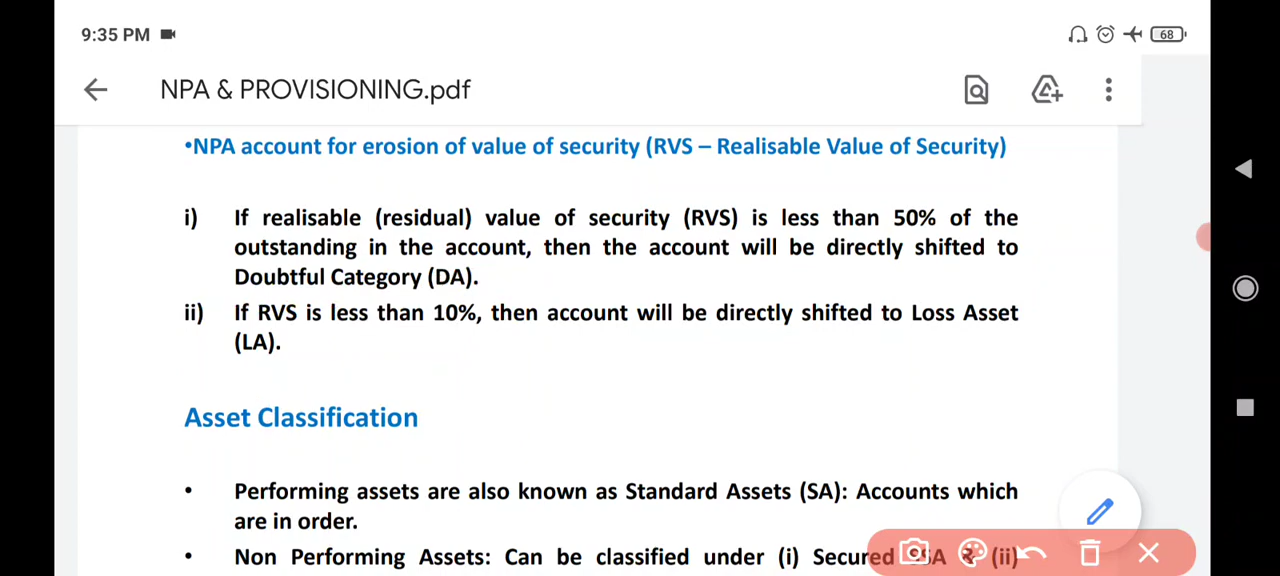 9:35 PM
68
NPA & PROVISIONING.pdf
•NPA account for erosion of value of security (RVS – Realisable Value of Security)
i) If realisable (residual) value of security (RVS) is less than 50% of the
outstanding in the account, then the account will be directly shifted to
Doubtful Category (DA).
ii) If RVS is less than 10%, then account will be directly shifted to Loss Asset
(LA).
Asset Classification
• Performing assets are also known as Standard Assets (SA): Accounts which
are in order.
• Non Performing Assets: Can be classified under (i) Secured SA & (ii)